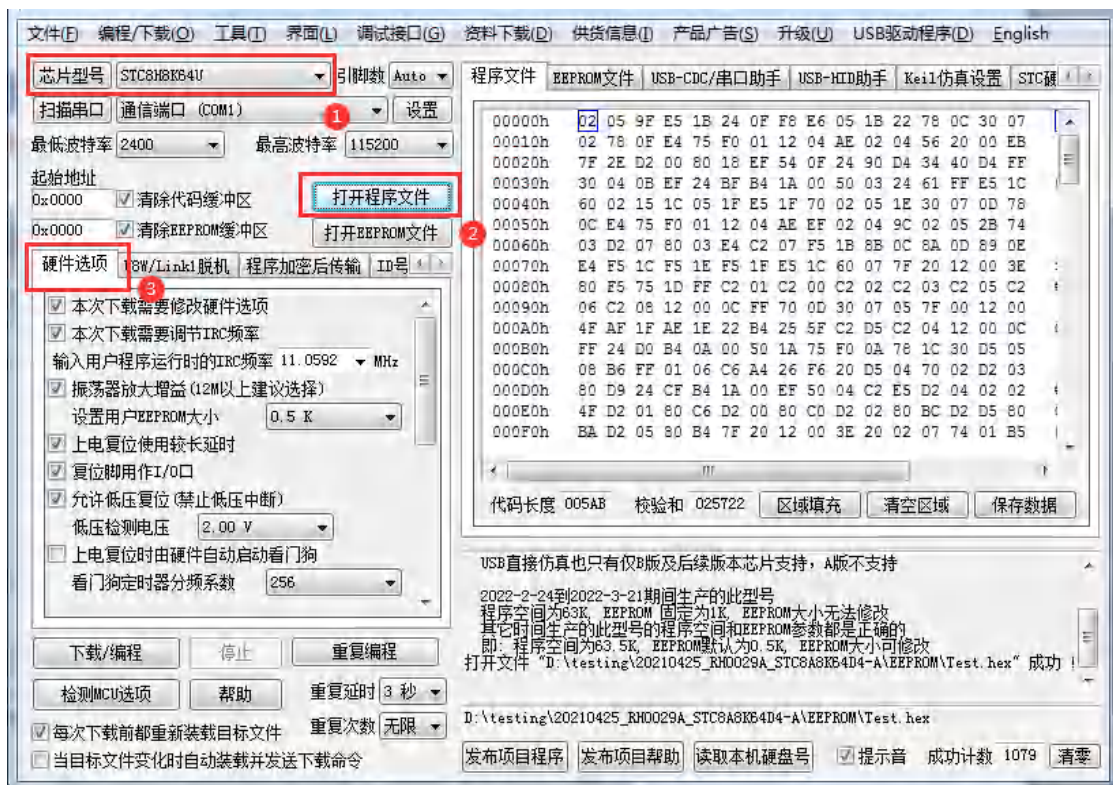 文件(F) 编程/下载(O) 工具(T) 界面(L) 调试接口(G) 资料下载(D) 供货信息(I) 产品广告(S) 升级(U) USB驱动程序(D) English
芯片型号 STC8H8K64U 引脚数 Auto
扫描串口 通信端口 (COM1) 设置
1
最低波特率 2400 最高波特率 115200
起始地址
0x0000 清除代码缓冲区 打开程序文件
0x0000 清除EEPROM缓冲区 打开EEPROM文件
2
硬件选项 U8W/Link1脱机 程序加密后传输 ID号
3
本次下载需要修改硬件选项
本次下载需要调节IRC频率
输入用户程序运行时的IRC频率 11.0592 MHz
振荡器放大增益(12M以上建议选择)
设置用户EEPROM大小 0.5 K
上电复位使用较长延时
复位脚用作I/O口
允许低压复位(禁止低压中断)
低压检测电压 2.00 V
上电复位时由硬件自动启动看门狗
看门狗定时器分频系数 256
下载/编程 停止 重复编程
检测MCU选项 帮助 重复延时 3 秒
每次下载前都重新装载目标文件 重复次数 无限
当目标文件变化时自动装载并发送下载命令
程序文件 EEPROM文件 USB-CDC/串口助手 USB-HID助手 Keil仿真设置 STC硬
00000h 02 05 9F E5 1B 24 0F F8 E6 05 1B 22 78 0C 30 07
00010h 02 78 0F E4 75 F0 01 12 04 AE 02 04 56 20 00 EB
00020h 7F 2E D2 00 80 18 EF 54 0F 24 90 D4 34 40 D4 FF
00030h 30 04 0B EF 24 BF B4 1A 00 50 03 24 61 FF E5 1C
00040h 60 02 15 1C 05 1F E5 1F 70 02 05 1E 30 07 0D 78
00050h 0C E4 75 F0 01 12 04 AE EF 02 04 9C 02 05 2B 74
00060h 03 D2 07 80 03 E4 C2 07 F5 1B 8B 0C 8A 0D 89 0E
00070h E4 F5 1C F5 1E F5 1F E5 1C 60 07 7F 20 12 00 3E
00080h 80 F5 75 1D FF C2 01 C2 00 C2 02 C2 03 C2 05 C2
00090h 06 C2 08 12 00 0C FF 70 0D 30 07 05 7F 00 12 00
000A0h 4F AF 1F AE 1E 22 B4 25 5F C2 D5 C2 04 12 00 0C
000B0h FF 24 D0 B4 0A 00 50 1A 75 F0 0A 78 1C 30 D5 05
000C0h 08 B6 FF 01 06 C6 A4 26 F6 20 D5 04 70 02 D2 03
000D0h 80 D9 24 CF B4 1A 00 EF 50 04 C2 E5 D2 04 02 02
000E0h 4F D2 01 80 C6 D2 00 80 C0 D2 02 80 BC D2 D5 80
000F0h BA D2 05 80 B4 7F 20 12 00 3E 20 02 07 74 01 B5
代码长度 005AB 校验和 025722 区域填充 清空区域 保存数据
USB直接仿真也只有仅B版及后续版本芯片支持，A版不支持
2022-2-24到2022-3-21期间生产的此型号
程序空间为63K, EEPROM 固定为1K, EEPROM大小无法修改
其它时间生产的此型号的程序空间和EEPROM参数都是正确的
即: 程序空间为63.5K, EEPROM默认为0.5K, EEPROM大小可修改
打开文件 "D:\testing\20210425_RH0029A_STC8A8K64D4-A\EEPROM\Test.hex" 成功 !
D:\testing\20210425_RH0029A_STC8A8K64D4-A\EEPROM\Test.hex
发布项目程序 发布项目帮助 读取本机硬盘号 提示音 成功计数 1079 清零